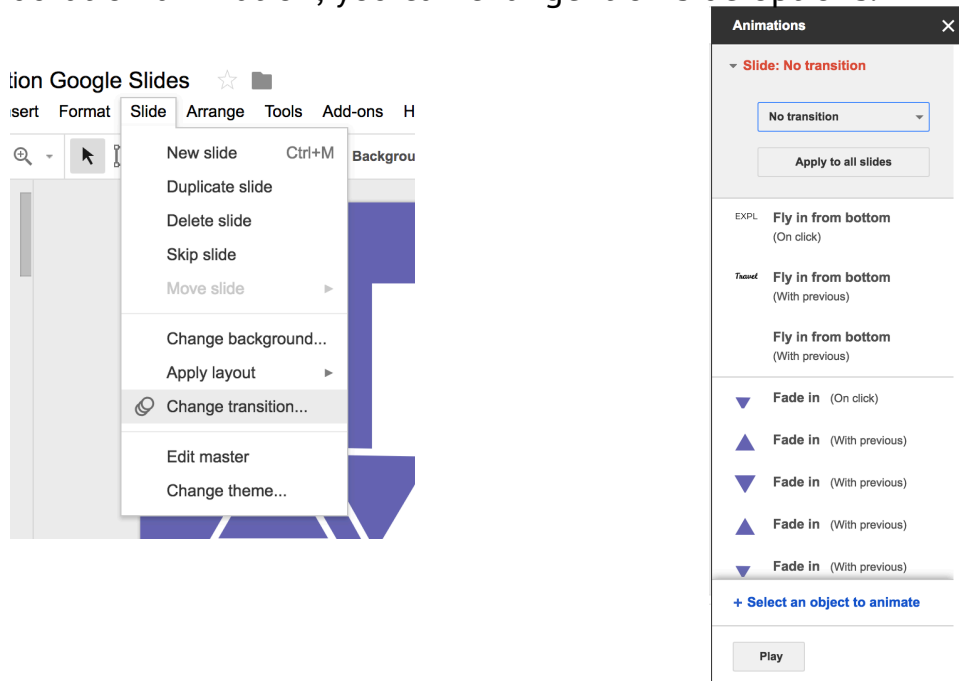 tion Google Slides
Insert Format Slide Arrange Tools Add-ons H
New slide Ctrl+M
Backgrou
Duplicate slide
Delete slide
Skip slide
Move slide
Change background...
Apply layout
Change transition...
Edit master
Change theme...
Animations
Slide: No transition
No transition
Apply to all slides
EXPL Fly in from bottom
(On click)
Travel Fly in from bottom
(With previous)
Fly in from bottom
(With previous)
Fade in (On click)
Fade in (With previous)
Fade in (With previous)
Fade in (With previous)
Fade in (With previous)
+ Select an object to animate
Play